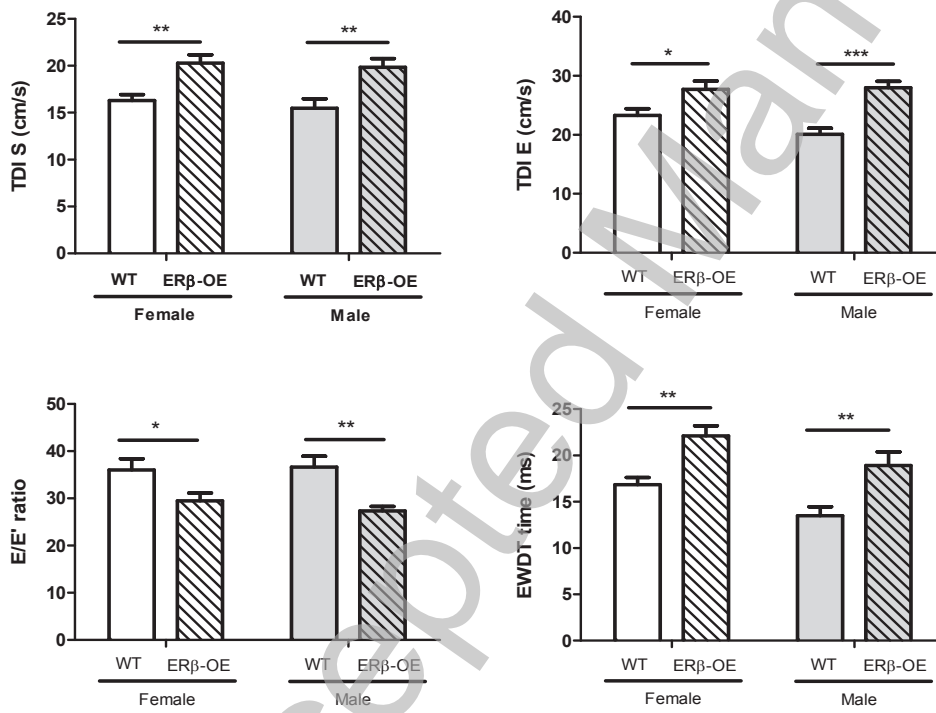 TDI S (cm/s)
25
20
15
10
5
0
**
**
WT ERβ-OE WT ERβ-OE
Female Male
TDI E (cm/s)
40
30
20
10
0
*
***
WT ERβ-OE WT ERβ-OE
Female Male
E/E' ratio
50
40
30
20
10
0
*
**
WT ERβ-OE WT ERβ-OE
Female Male
EWDT time (ms)
25
20
15
10
5
0
**
**
WT ERβ-OE WT ERβ-OE
Female Male
cepted Man